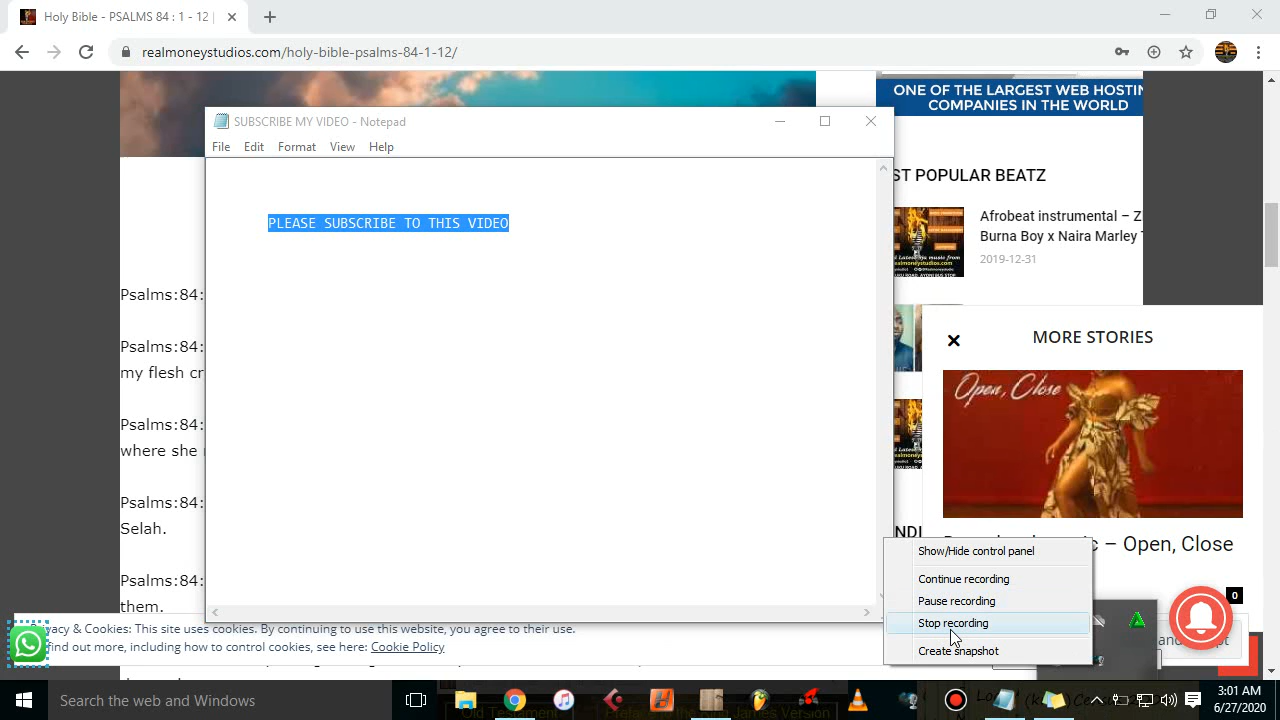 Holy Bible - PSALMS 84 : 1 - 12 |
realmoneystudios.com/holy-bible-psalms-84-1-12/
ONE OF THE LARGEST WEB HOSTIN
COMPANIES IN THE WORLD
SUBSCRIBE MY VIDEO - Notepad
File Edit Format View Help
PLEASE SUBSCRIBE TO THIS VIDEO
ST POPULAR BEATZ
Afrobeat instrumental – Z
Burna Boy x Naira Marley
2019-12-31
Psalms:84:
Psalms:84:
my flesh cr
Psalms:84:
where she
Psalms:84:
Selah.
Psalms:84:
them.
MORE STORIES
Open, Close
– Open, Close
0
Show/Hide control panel
Continue recording
Pause recording
Stop recording
Create snapshot
Privacy & Cookies: This site uses cookies. By continuing to use this website, you agree to their use.
find out more, including how to control cookies, see here: Cookie Policy
Search the web and Windows
3:01 AM
6/27/2020